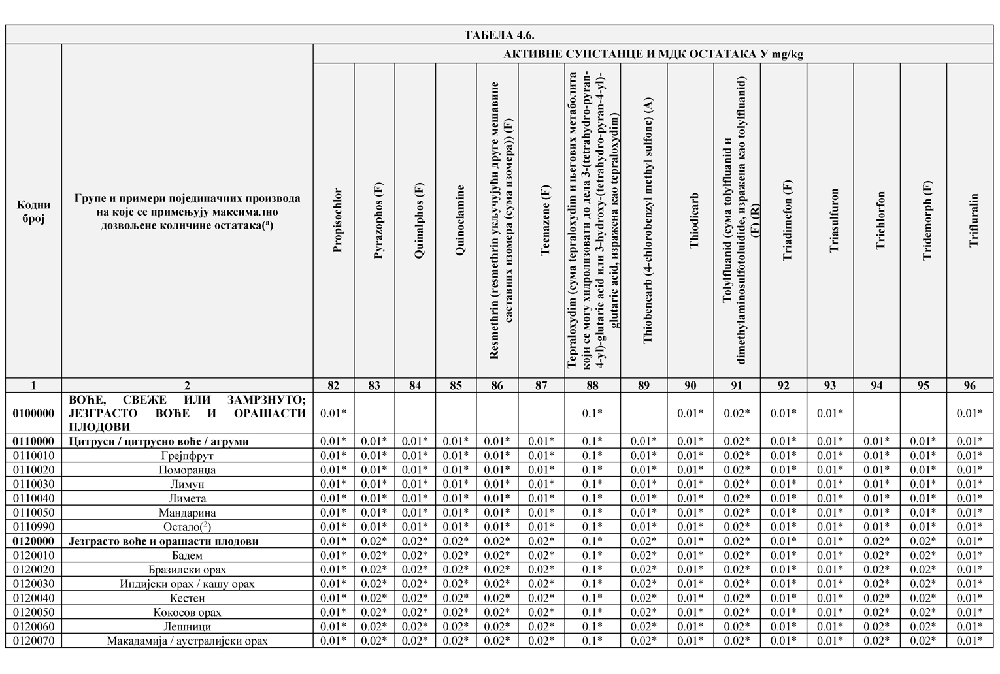 ТАБЕЛА 4.6.
АКТИВНЕ СУПСТАНЦЕ И МДК ОСТАТАКА У mg/kg
Кодни
број
Групе и примери појединачних производа
на које се примењују максимално
дозвољене количине остатака(ᵃ)
Propisochlor
Pyrazophos (F)
Quinalphos (F)
Quinoclamine
Resmethrin (resmethrin укључујући друге мешавине
саставних изомера (сума изомера)) (F)
Tecnazene (F)
Tepraloxydim (сума tepraloxydim и његових метаболита
који се могу хидролизовати до дела 3-(tetrahydro-pyran-
4-yl)-glutaric acid или 3-hydroxy-(tetrahydro-pyran-4-yl)-
glutaric acid, изражена као tepraloxydim)
Thiobencarb (4-chlorobenzyl methyl sulfone) (A)
Thiodicarb
Tolylfluanid (сума tolylfluanid и
dimethylaminosulfotoluidide, изражена као tolylfluanid)
(F) (R)
Triadimefon (F)
Triasulfuron
Trichlorfon
Tridemorph (F)
Trifluralin
1 2 82 83 84 85 86 87 88 89 90 91 92 93 94 95 96
ВОЋЕ, СВЕЖЕ ИЛИ ЗАМРЗНУТО;
0100000 ЈЕЗГРАСТО ВОЋЕ И ОРАШАСТИ 0.01* 0.1* 0.01* 0.02* 0.01* 0.01* 0.01*
ПЛОДОВИ
0110000 Цитруси / цитрусно воће / агруми 0.01* 0.01* 0.01* 0.01* 0.01* 0.01* 0.1* 0.01* 0.01* 0.02* 0.01* 0.01* 0.01* 0.01* 0.01*
0110010 Грејпфрут 0.01* 0.01* 0.01* 0.01* 0.01* 0.01* 0.1* 0.01* 0.01* 0.02* 0.01* 0.01* 0.01* 0.01* 0.01*
0110020 Поморанџа 0.01* 0.01* 0.01* 0.01* 0.01* 0.01* 0.1* 0.01* 0.01* 0.02* 0.01* 0.01* 0.01* 0.01* 0.01*
0110030 Лимун 0.01* 0.01* 0.01* 0.01* 0.01* 0.01* 0.1* 0.01* 0.01* 0.02* 0.01* 0.01* 0.01* 0.01* 0.01*
0110040 Лимета 0.01* 0.01* 0.01* 0.01* 0.01* 0.01* 0.1* 0.01* 0.01* 0.02* 0.01* 0.01* 0.01* 0.01* 0.01*
0110050 Мандарина 0.01* 0.01* 0.01* 0.01* 0.01* 0.01* 0.1* 0.01* 0.01* 0.02* 0.01* 0.01* 0.01* 0.01* 0.01*
0110990 Остало(²) 0.01* 0.01* 0.01* 0.01* 0.01* 0.01* 0.1* 0.01* 0.01* 0.02* 0.01* 0.01* 0.01* 0.01* 0.01*
0120000 Језграсто воће и орашасти плодови 0.01* 0.02* 0.02* 0.02* 0.02* 0.02* 0.1* 0.02* 0.01* 0.02* 0.01* 0.01* 0.02* 0.02* 0.01*
0120010 Бадем 0.01* 0.02* 0.02* 0.02* 0.02* 0.02* 0.1* 0.02* 0.01* 0.02* 0.01* 0.01* 0.02* 0.02* 0.01*
0120020 Бразилски орах 0.01* 0.02* 0.02* 0.02* 0.02* 0.02* 0.1* 0.02* 0.01* 0.02* 0.01* 0.01* 0.02* 0.02* 0.01*
0120030 Индијски орах / кашу орах 0.01* 0.02* 0.02* 0.02* 0.02* 0.02* 0.1* 0.02* 0.01* 0.02* 0.01* 0.01* 0.02* 0.02* 0.01*
0120040 Кестен 0.01* 0.02* 0.02* 0.02* 0.02* 0.02* 0.1* 0.02* 0.01* 0.02* 0.01* 0.01* 0.02* 0.02* 0.01*
0120050 Кокосов орах 0.01* 0.02* 0.02* 0.02* 0.02* 0.02* 0.1* 0.02* 0.01* 0.02* 0.01* 0.01* 0.02* 0.02* 0.01*
0120060 Лешници 0.01* 0.02* 0.02* 0.02* 0.02* 0.02* 0.1* 0.02* 0.01* 0.02* 0.01* 0.01* 0.02* 0.02* 0.01*
0120070 Макадамија / аустралијски орах 0.01* 0.02* 0.02* 0.02* 0.02* 0.02* 0.1* 0.02* 0.01* 0.02* 0.01* 0.01* 0.02* 0.02* 0.01*